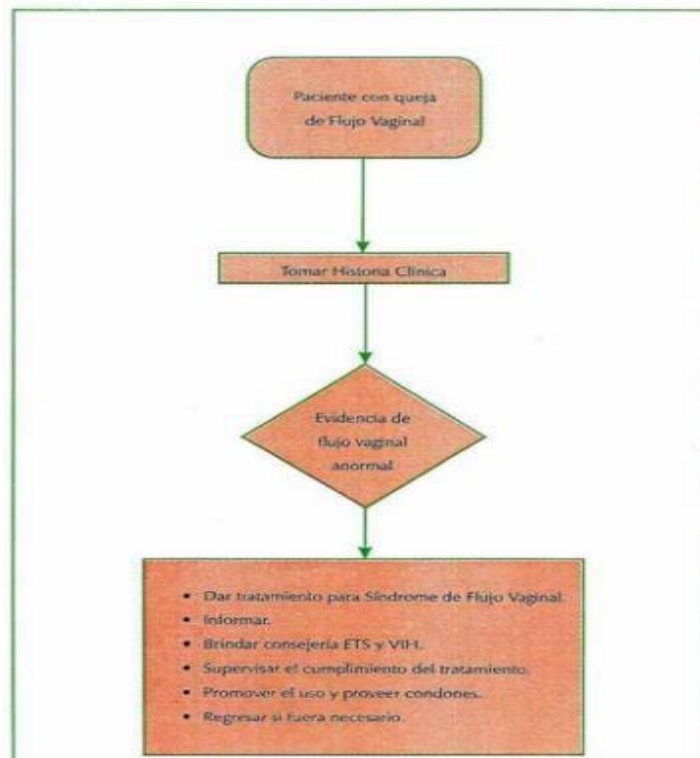 Paciente con queja
de Flujo Vaginal
Tomar Historia Clínica
Evidencia de
flujo vaginal
anormal
• Dar tratamiento para Síndrome de Flujo Vaginal.
• Informar.
• Brindar consejería ETS y VIH.
• Supervisar el cumplimiento del tratamiento.
• Promover el uso y proveer condones.
• Regresar si fuera necesario.